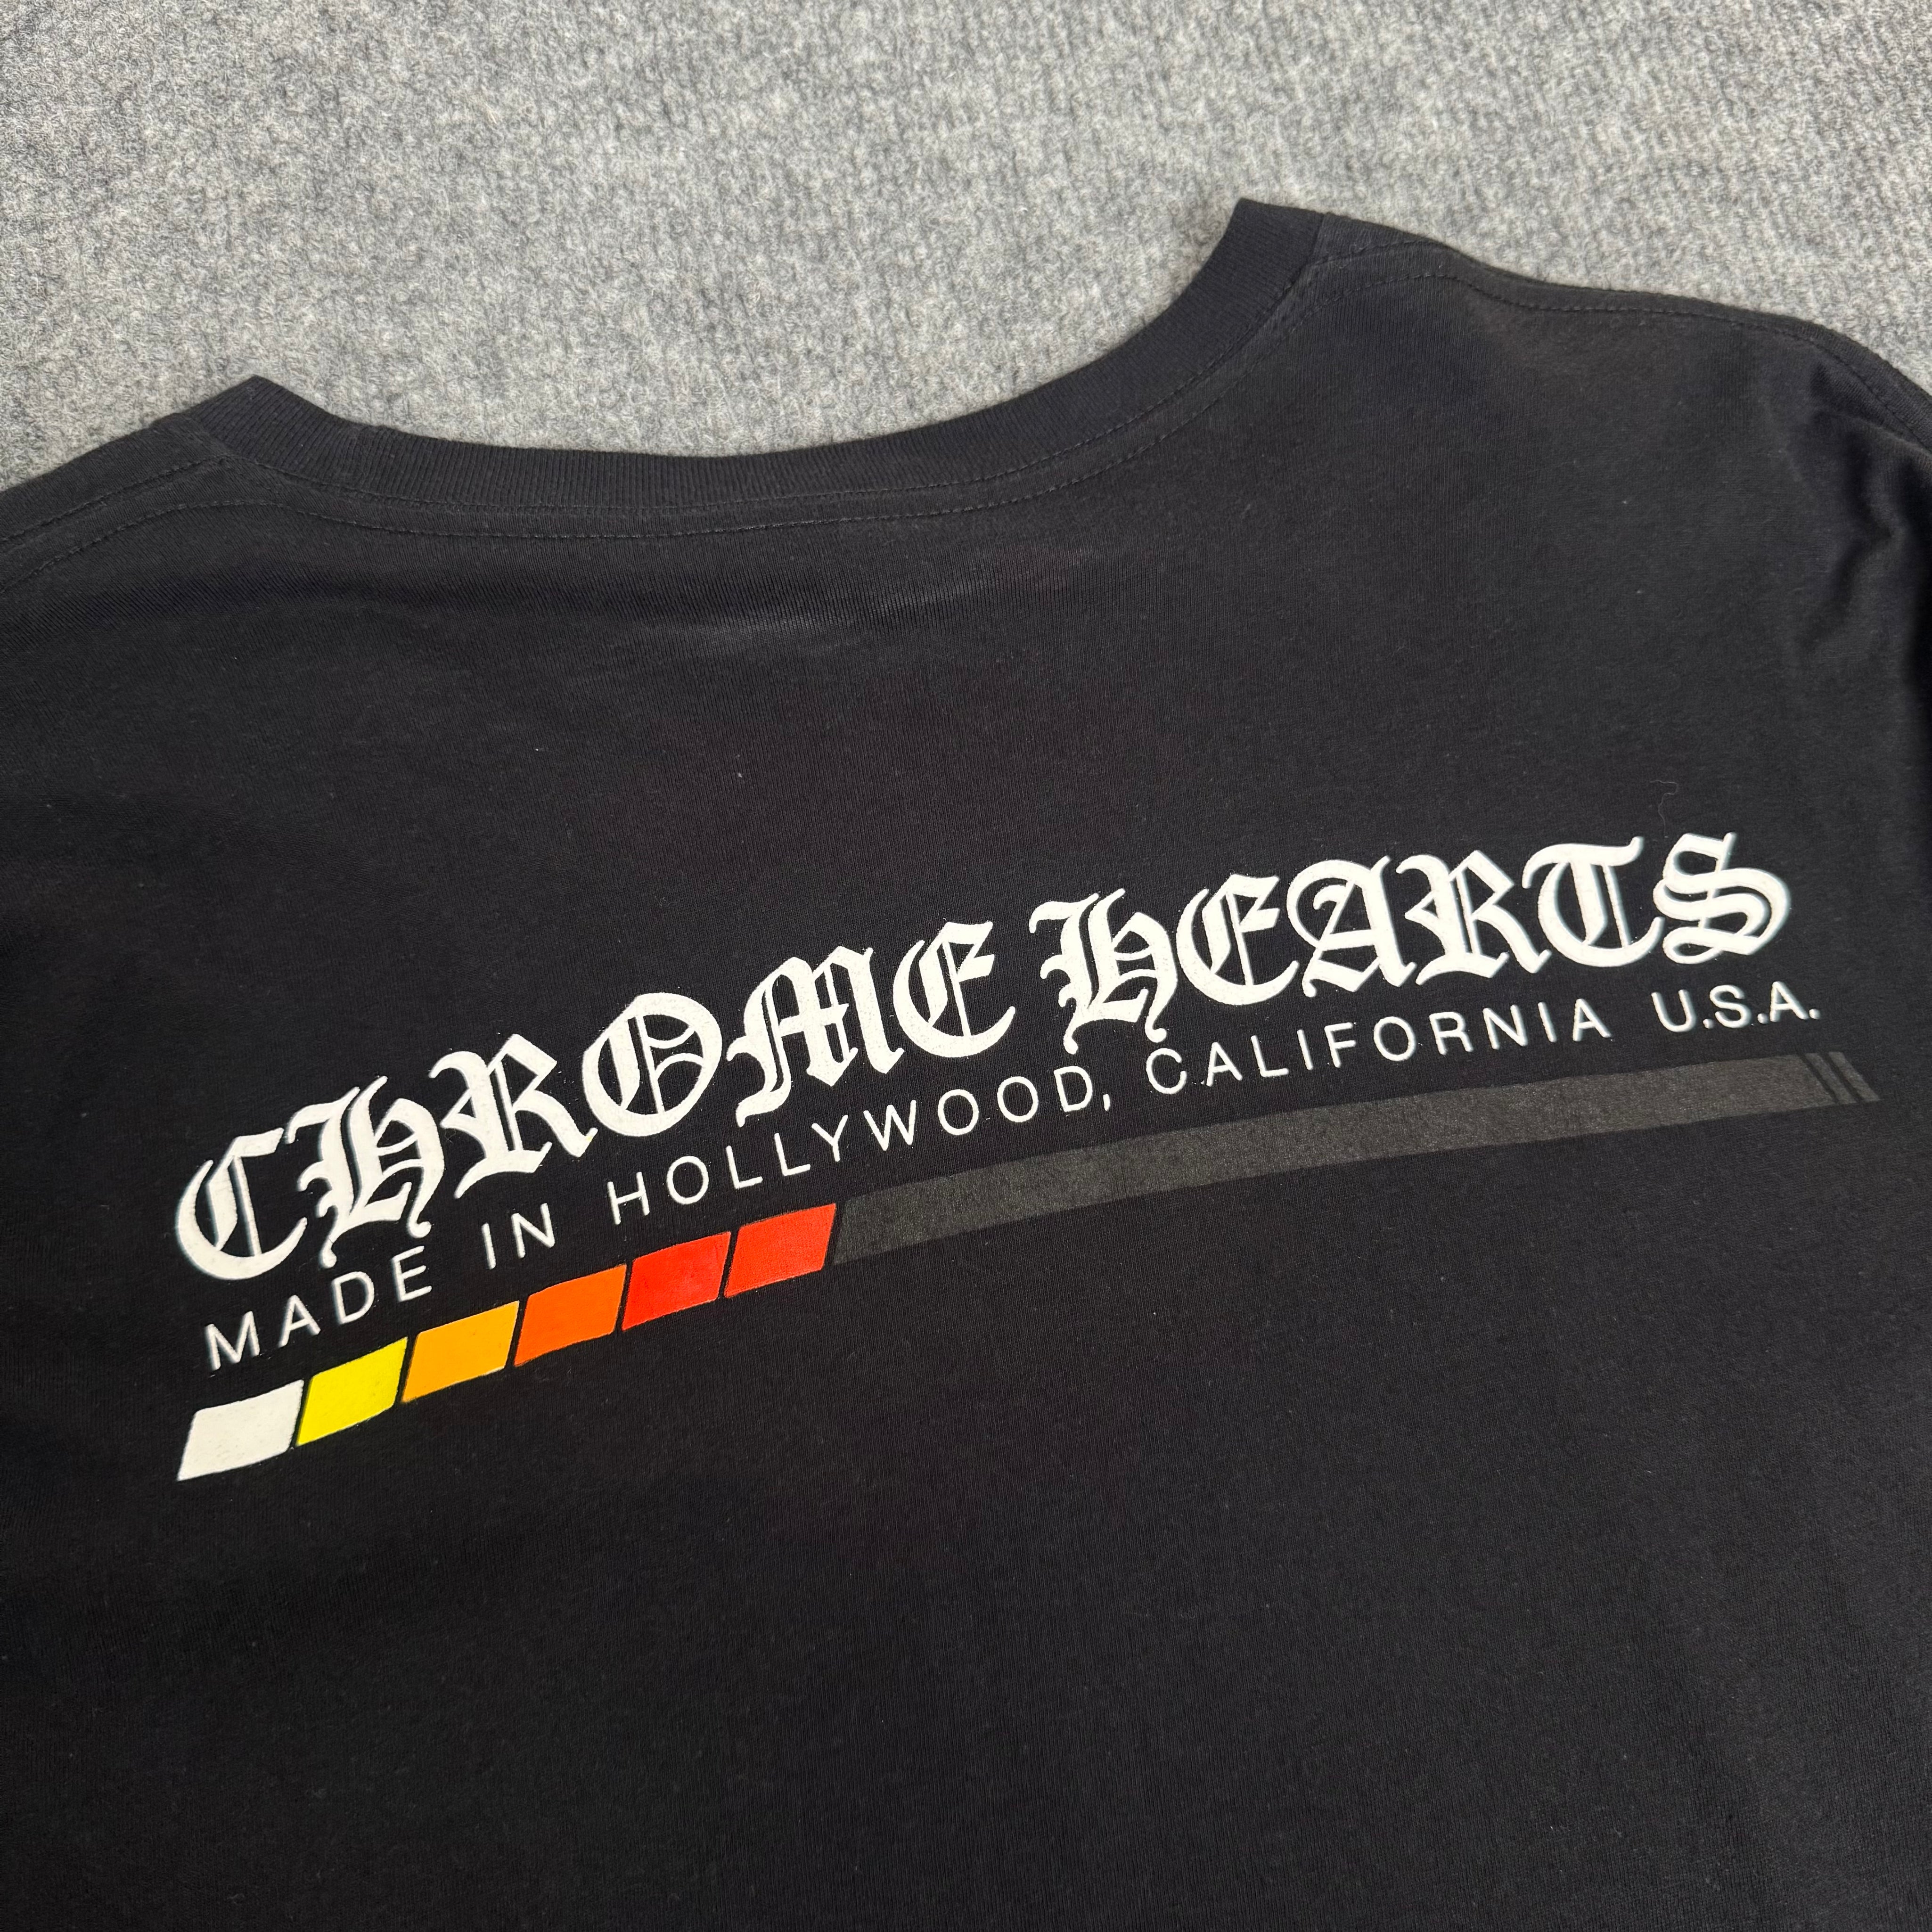 CHROME HEARTS
MADE IN HOLLYWOOD, CALIFORNIA U.S.A.